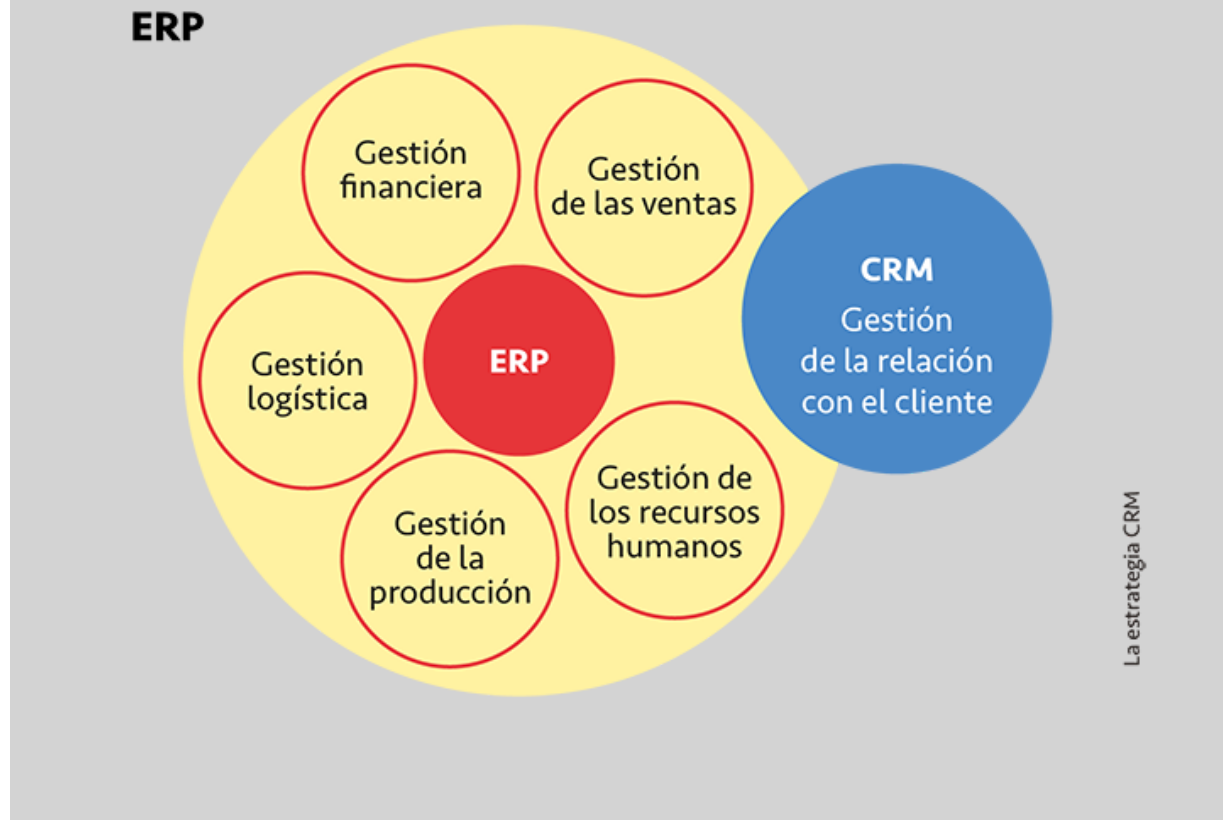 ERP
Gestión
financiera
Gestión
de las ventas
CRM
Gestión
de la relación
con el cliente
ERP
Gestión
logística
Gestión de
los recursos
humanos
Gestión
de la
producción
La estrategia CRM